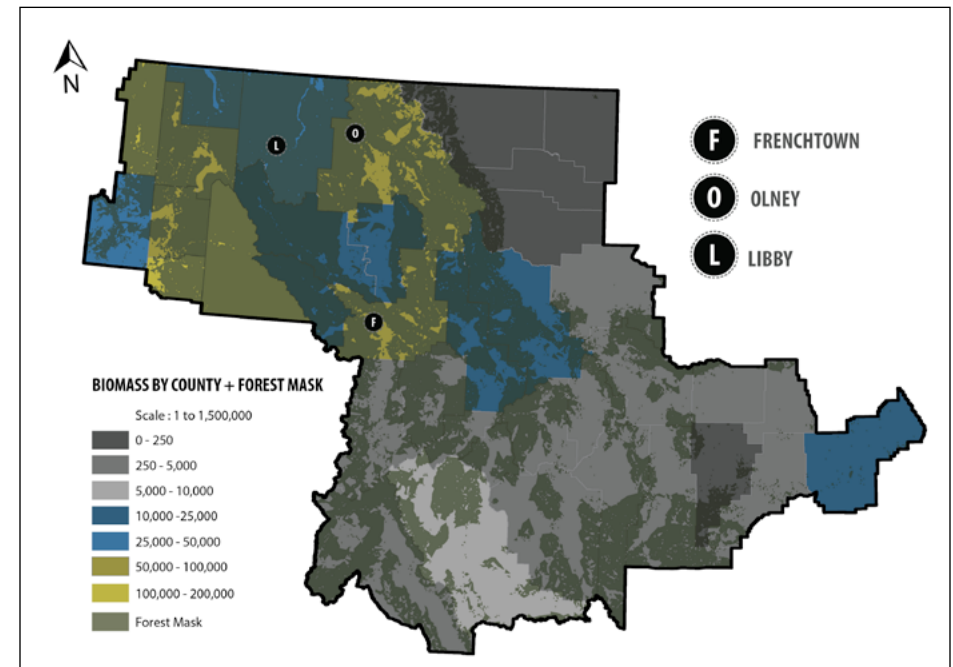 N
L
O
F
F FRENCHTOWN
O OLNEY
L LIBBY
BIOMASS BY COUNTY + FOREST MASK
Scale : 1 to 1,500,000
0 - 250
250 - 5,000
5,000 - 10,000
10,000 -25,000
25,000 - 50,000
50,000 - 100,000
100,000 - 200,000
Forest Mask